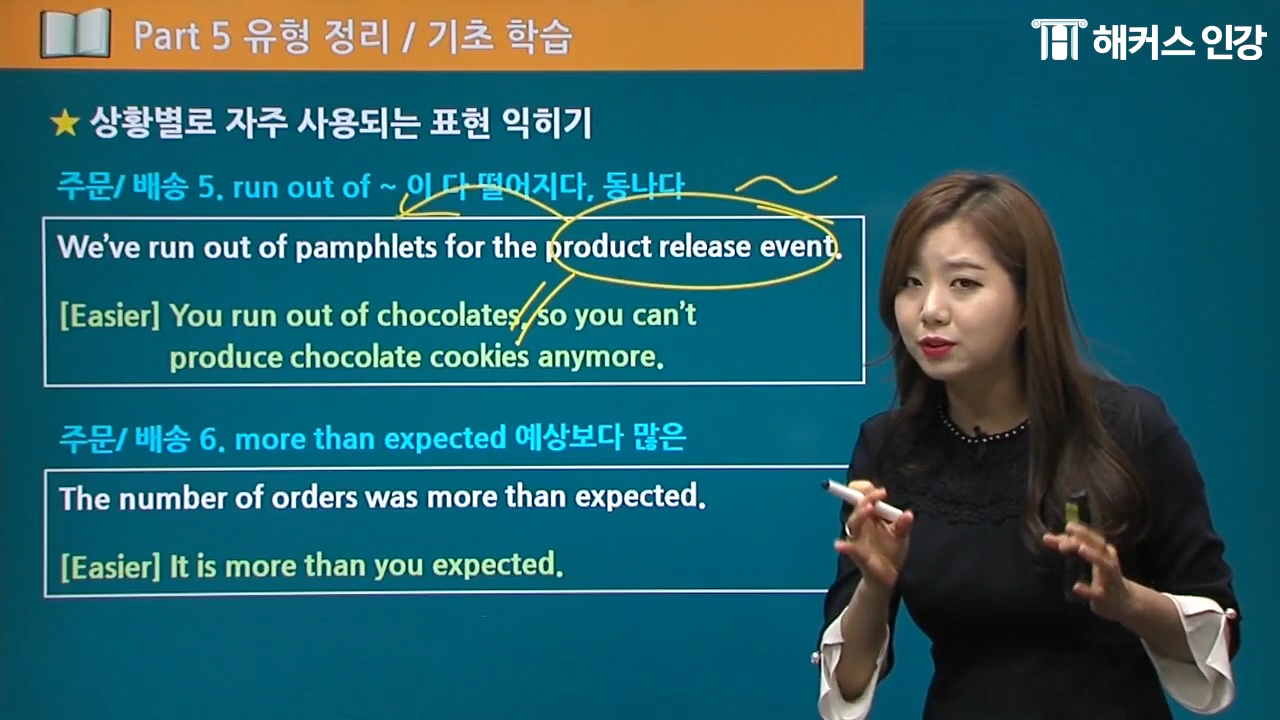 Part 5 유형 정리 / 기초 학습
해커스 인강
★ 상황별로 자주 사용되는 표현 익히기
주문/ 배송 5. run out of ~ 이 다 떨어지다, 동나다
We've run out of pamphlets for the product release event.
[Easier] You run out of chocolates, so you can't
produce chocolate cookies anymore.
주문/ 배송 6. more than expected 예상보다 많은
The number of orders was more than expected.
[Easier] It is more than you expected.